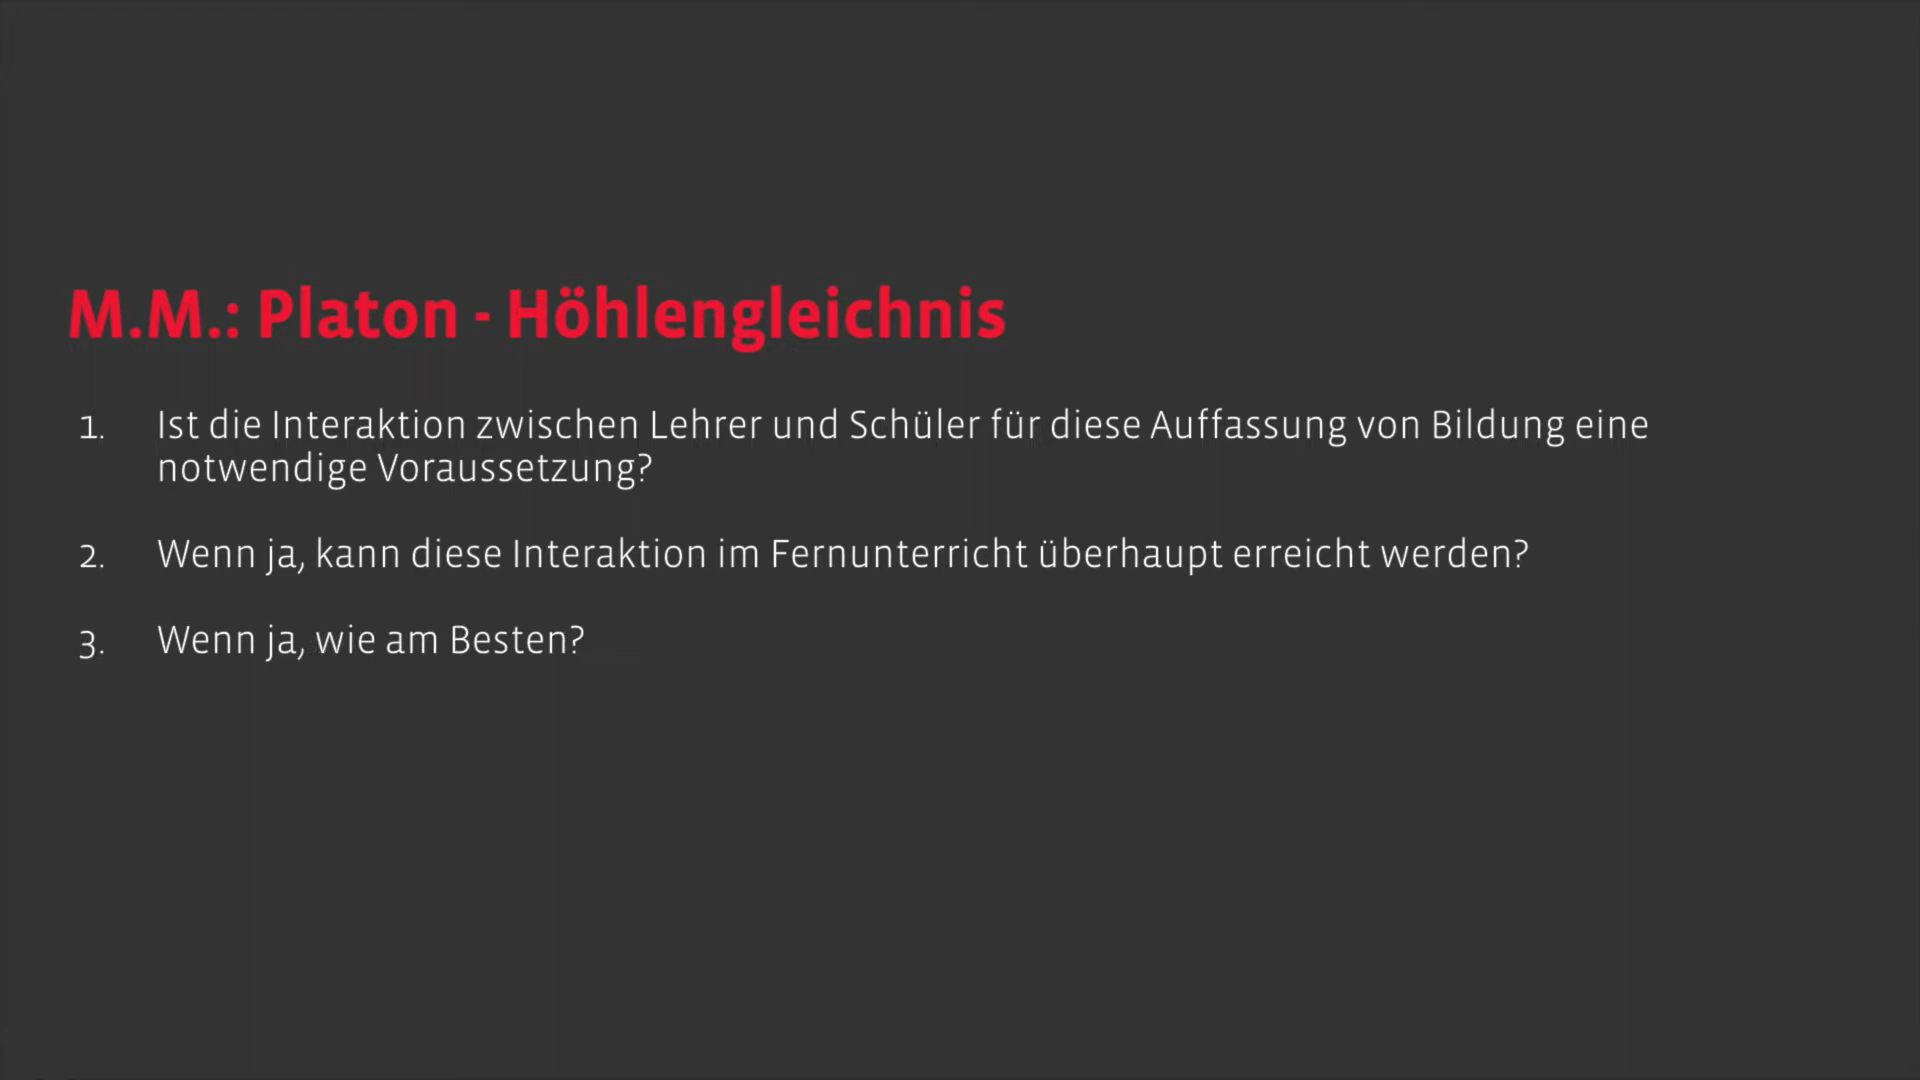 M.M.: Platon - Höhlengleichnis
1. Ist die Interaktion zwischen Lehrer und Schüler für diese Auffassung von Bildung eine
notwendige Voraussetzung?
2. Wenn ja, kann diese Interaktion im Fernunterricht überhaupt erreicht werden?
3. Wenn ja, wie am Besten?